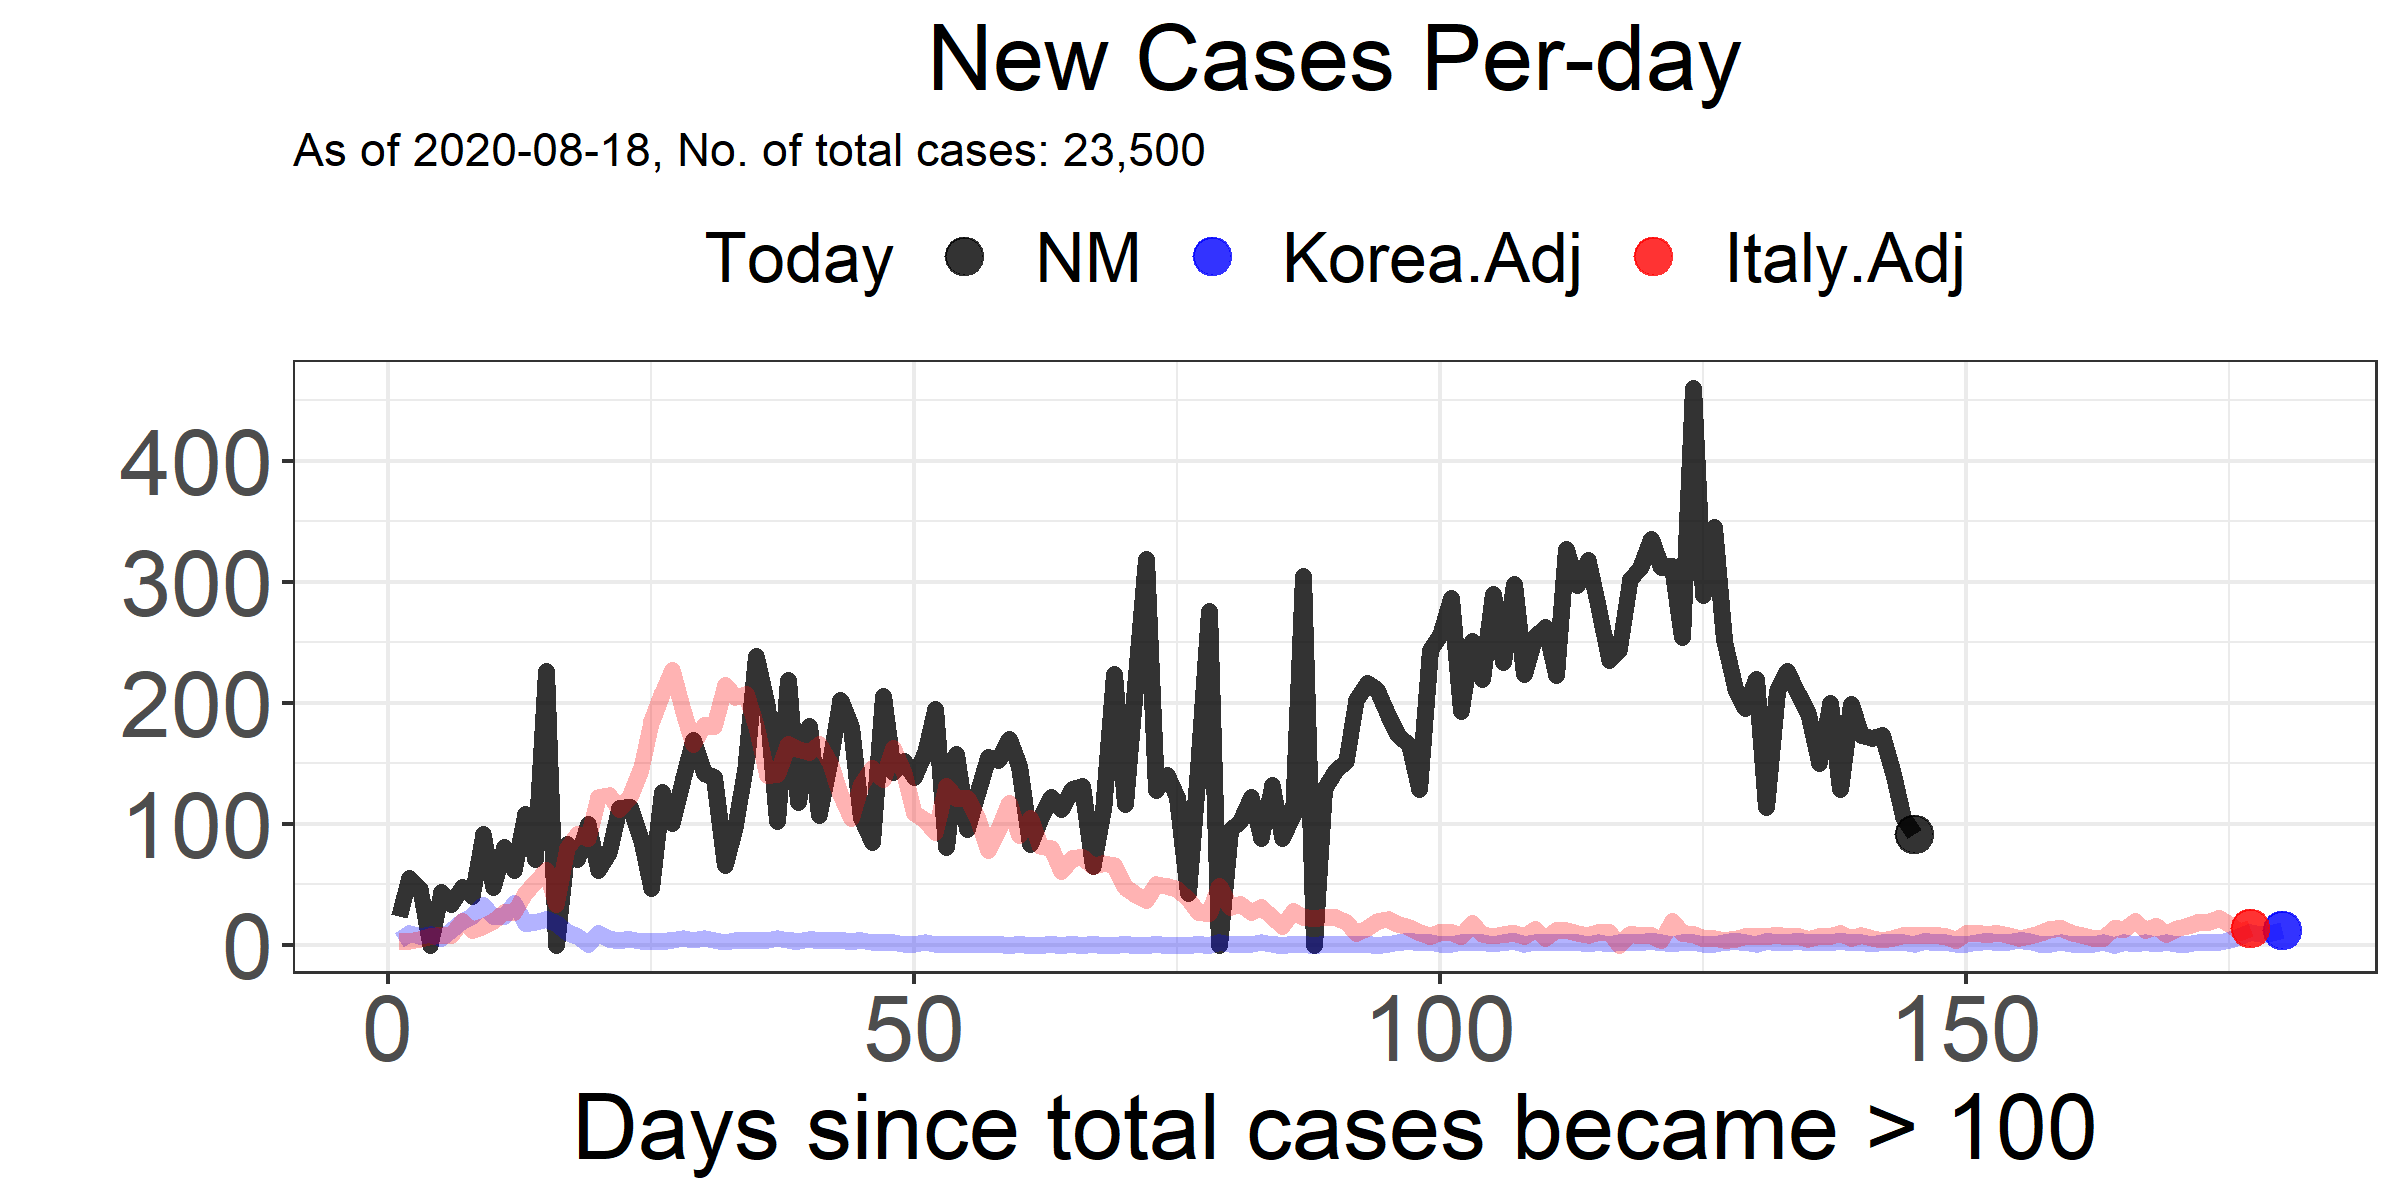 New Cases Per-day
As of 2020-08-18, No. of total cases: 23,500
Today NM Korea.Adj Italy.Adj
400
300
200
100
0
0 50 100 150
Days since total cases became > 100